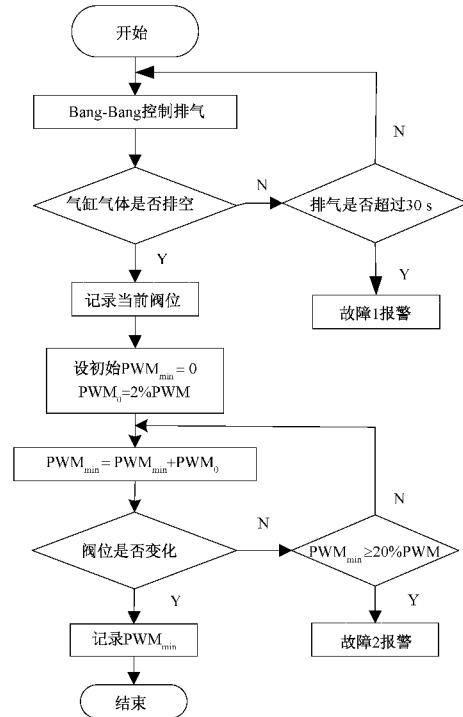 开始
Bang-Bang控制排气
N
气缸气体是否排空
N
排气是否超过30 s
Y
Y
记录当前阀位
故障1报警
设初始PWMmin = 0
PWM0=2%PWM
PWMmin = PWMmin+PWM0
N
阀位是否变化
N
PWMmin≥20%PWM
Y
Y
记录PWMmin
故障2报警
结束